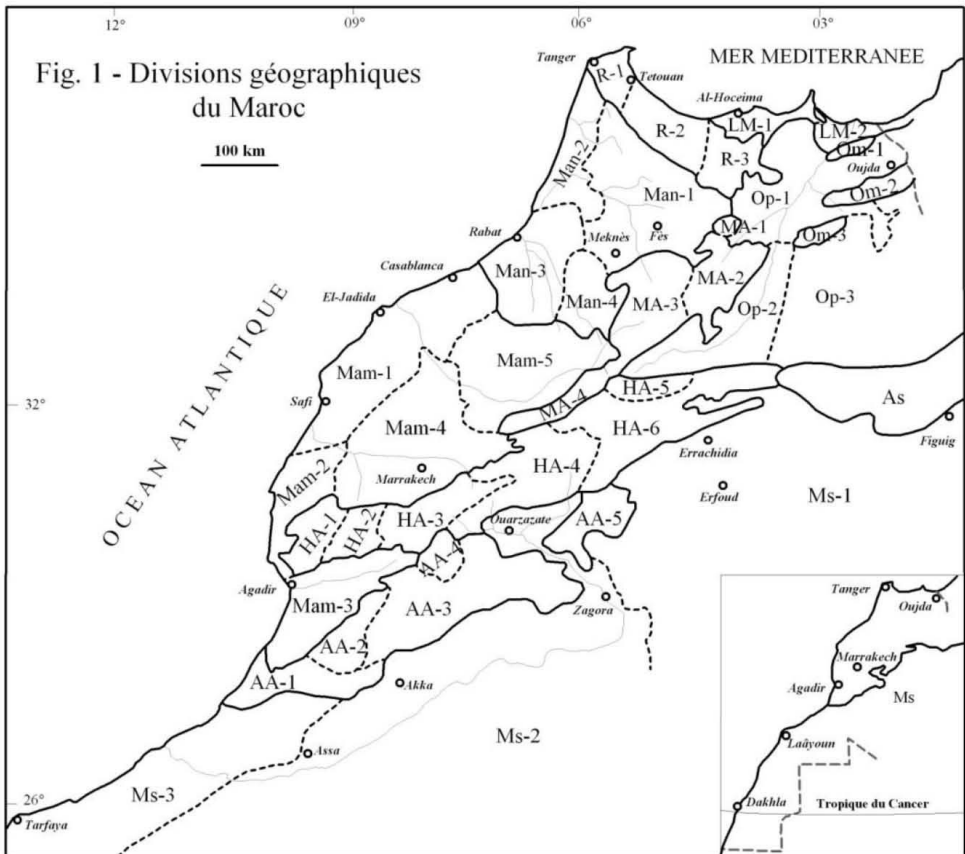 12°
09°
06°
03°
Fig. 1 - Divisions géographiques
du Maroc
100 km
MER MEDITERRANEE
OCEAN ATLANTIQUE
32°
26°
Tanger
R-1
Tetouan
Al-Hoceima
R-2
LM-1
LM-2
R-3
Om-1
Oujda
Om-2
Man-2
Man-1
Op-1
MA-1
Om-3
Rabat
Meknès
Fès
Casablanca
Man-3
Man-4
MA-3
MA-2
Op-2
Op-3
El-Jadida
Mam-1
Mam-5
MA-4
HA-5
As
Safi
Mam-4
HA-6
Figuig
Errachidia
Mam-2
Marrakech
HA-4
Erfoud
Ms-1
HA-1
HA-2
HA-3
Ouarzazate
AA-5
AA-4
Agadir
Mam-3
AA-3
Zagora
AA-2
AA-1
Akka
Assa
Ms-2
Ms-3
Tarfaya
Tanger
Oujda
Marrakech
Agadir
Ms
Laâyoun
Dakhla
Tropique du Cancer